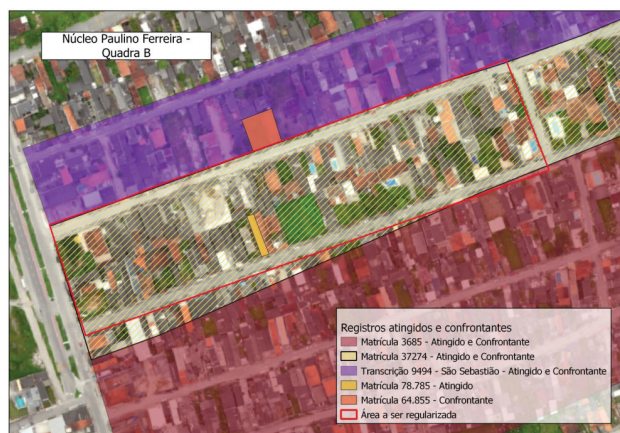 Núcleo Paulino Ferreira -
Quadra B
Registros atingidos e confrontantes
Matrícula 3685 - Atingido e Confrontante
Matrícula 37274 - Atingido e Confrontante
Transcrição 9494 - São Sebastião - Atingido e Confrontante
Matrícula 78.785 - Atingido
Matrícula 64.855 - Confrontante
Área a ser regularizada